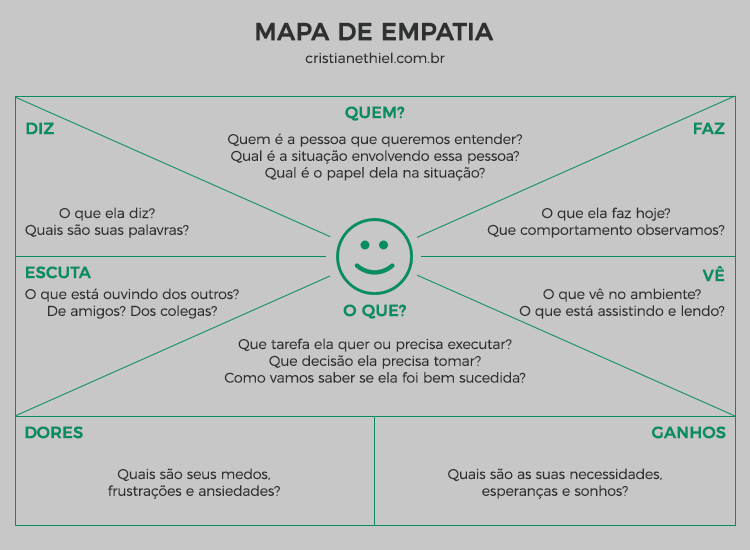 MAPA DE EMPATIA
cristianethiel.com.br
QUEM?
Quem é a pessoa que queremos entender?
Qual é a situação envolvendo essa pessoa?
Qual é o papel dela na situação?
DIZ
O que ela diz?
Quais são suas palavras?
FAZ
O que ela faz hoje?
Que comportamento observamos?
ESCUTA
O que está ouvindo dos outros?
De amigos? Dos colegas?
VÊ
O que vê no ambiente?
O que está assistindo e lendo?
O QUE?
Que tarefa ela quer ou precisa executar?
Que decisão ela precisa tomar?
Como vamos saber se ela foi bem sucedida?
DORES
Quais são seus medos,
frustrações e ansiedades?
GANHOS
Quais são as suas necessidades,
esperanças e sonhos?